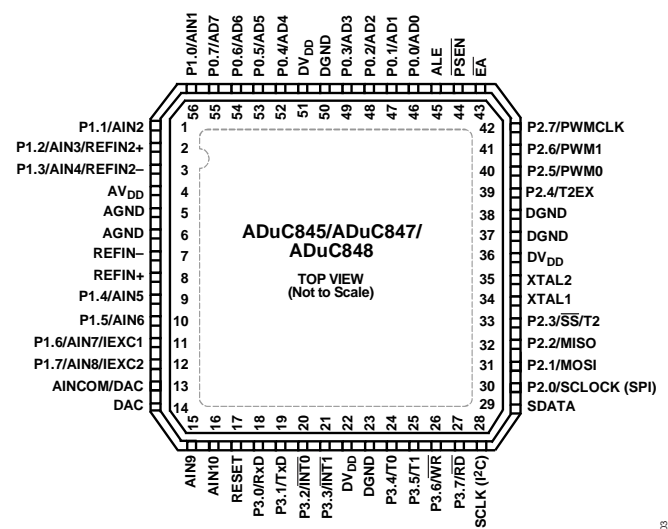 P1.0/AIN1
P0.7/AD7
P0.6/AD6
P0.5/AD5
P0.4/AD4
DVDD
DGND
P0.3/AD3
P0.2/AD2
P0.1/AD1
P0.0/AD0
ALE
PSEN
EA
56
55
54
53
52
51
50
49
48
47
46
45
44
43
P1.1/AIN2
P1.2/AIN3/REFIN2+
P1.3/AIN4/REFIN2–
AVDD
AGND
AGND
REFIN–
REFIN+
P1.4/AIN5
P1.5/AIN6
P1.6/AIN7/IEXC1
P1.7/AIN8/IEXC2
AINCOM/DAC
DAC
1
2
3
4
5
6
7
8
9
10
11
12
13
14
ADuC845/ADuC847/
ADuC848
TOP VIEW
(Not to Scale)
42
41
40
39
38
37
36
35
34
33
32
31
30
29
P2.7/PWMCLK
P2.6/PWM1
P2.5/PWM0
P2.4/T2EX
DGND
DGND
DVDD
XTAL2
XTAL1
P2.3/SS/T2
P2.2/MISO
P2.1/MOSI
P2.0/SCLOCK (SPI)
SDATA
15
16
17
18
19
20
21
22
23
24
25
26
27
28
AIN9
AIN10
RESET
P3.0/RxD
P3.1/TxD
P3.2/INT0
P3.3/INT1
DVDD
DGND
P3.4/T0
P3.5/T1
P3.6/WR
P3.7/RD
SCLK (I2C)